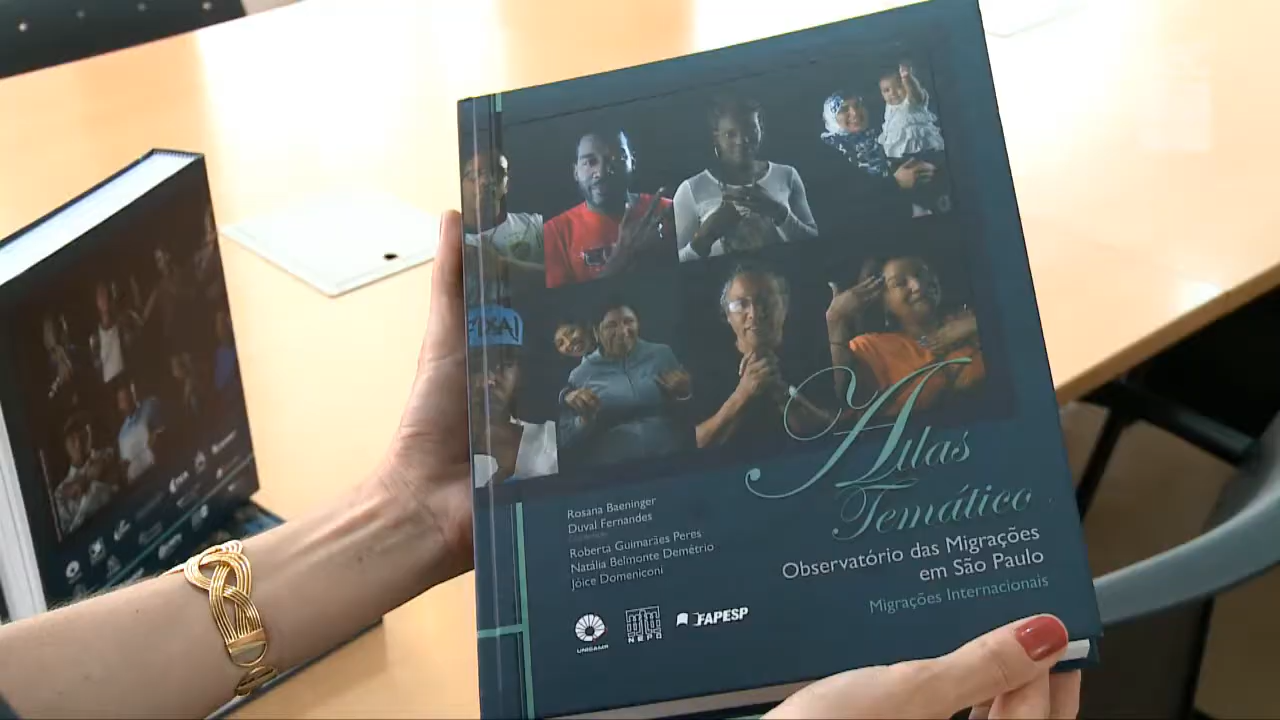 Atlas
Temático
Observatório das Migrações
em São Paulo
Migrações Internacionais
Rosana Baeninger
Duval Fernandes
Roberta Guimarães Peres
Natália Belmonte Demétrio
Jóice Domeniconi
UNICAMP
NEPO
FAPESP